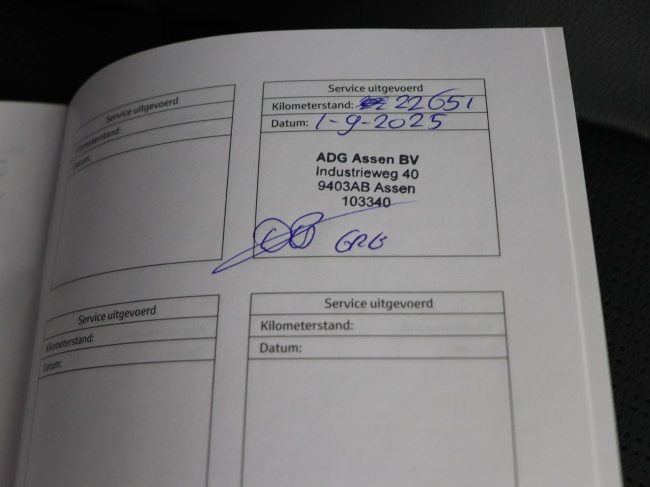 Service uitgevoerd
Kilometerstand:
Datum:
Service uitgevoerd
Kilometerstand: 22651
Datum: 1-9-2025
ADG Assen BV
Industrieweg 40
9403AB Assen
103340
Service uitgevoerd
Kilometerstand:
Datum:
Service uitgevoerd
Kilometerstand:
Datum: